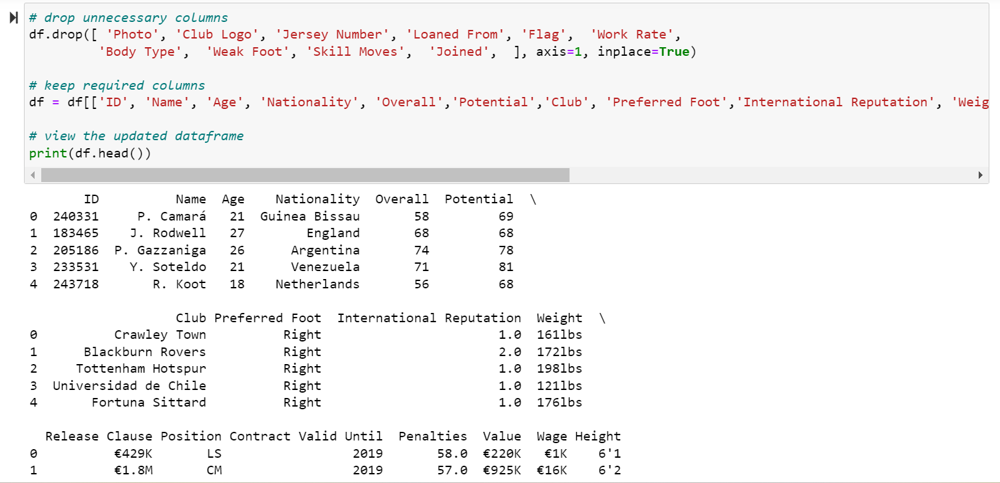 # drop unnecessary columns
df.drop([ 'Photo', 'Club Logo', 'Jersey Number', 'Loaned From', 'Flag',  'Work Rate',
         'Body Type',  'Weak Foot', 'Skill Moves',  'Joined',  ], axis=1, inplace=True)
# keep required columns
df = df[['ID', 'Name', 'Age', 'Nationality', 'Overall','Potential','Club', 'Preferred Foot','International Reputation', 'Weig
# view the updated dataframe
print(df.head())
       ID          Name  Age    Nationality  Overall  Potential  \
0  240331     P. Camará   21  Guinea Bissau       58         69
1  183465    J. Rodwell   27        England       68         68
2  205186  P. Gazzaniga   26      Argentina       74         78
3  233531    Y. Soteldo   21      Venezuela       71         81
4  243718       R. Koot   18    Netherlands       56         68
                   Club Preferred Foot  International Reputation  Weight  \
0          Crawley Town          Right                       1.0  161lbs
1      Blackburn Rovers          Right                       2.0  172lbs
2     Tottenham Hotspur          Right                       1.0  198lbs
3  Universidad de Chile          Right                       1.0  121lbs
4       Fortuna Sittard          Right                       1.0  176lbs
  Release Clause Position Contract Valid Until  Penalties  Value  Wage Height
0          €429K       LS                 2019       58.0  €220K   €1K    6'1
1          €1.8M       CM                 2019       57.0  €925K  €16K    6'2